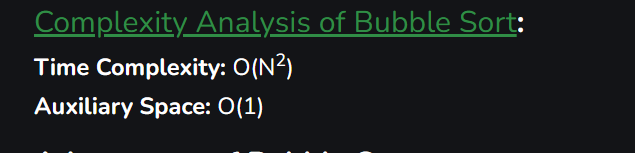 Complexity Analysis of Bubble Sort:
Time Complexity: O(N²)
Auxiliary Space: O(1)